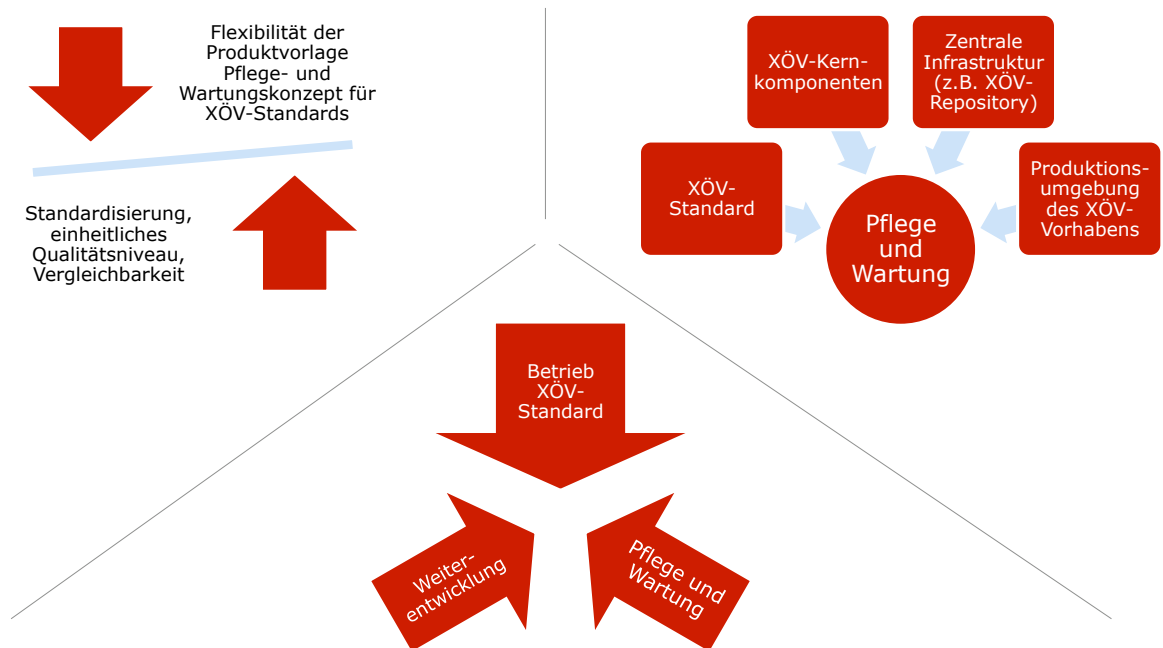 Flexibilität der
Produktvorlage
Pflege- und
Wartungskonzept für
XÖV-Standards
Standardisierung,
einheitliches
Qualitätsniveau,
Vergleichbarkeit
XÖV-Kern-
komponenten
Zentrale
Infrastruktur
(z.B. XÖV-
Repository)
XÖV-
Standard
Produktions-
umgebung
des XÖV-
Vorhabens
Pflege
und
Wartung
Betrieb
XÖV-
Standard
Weiter-
entwicklung
Pflege und
Wartung